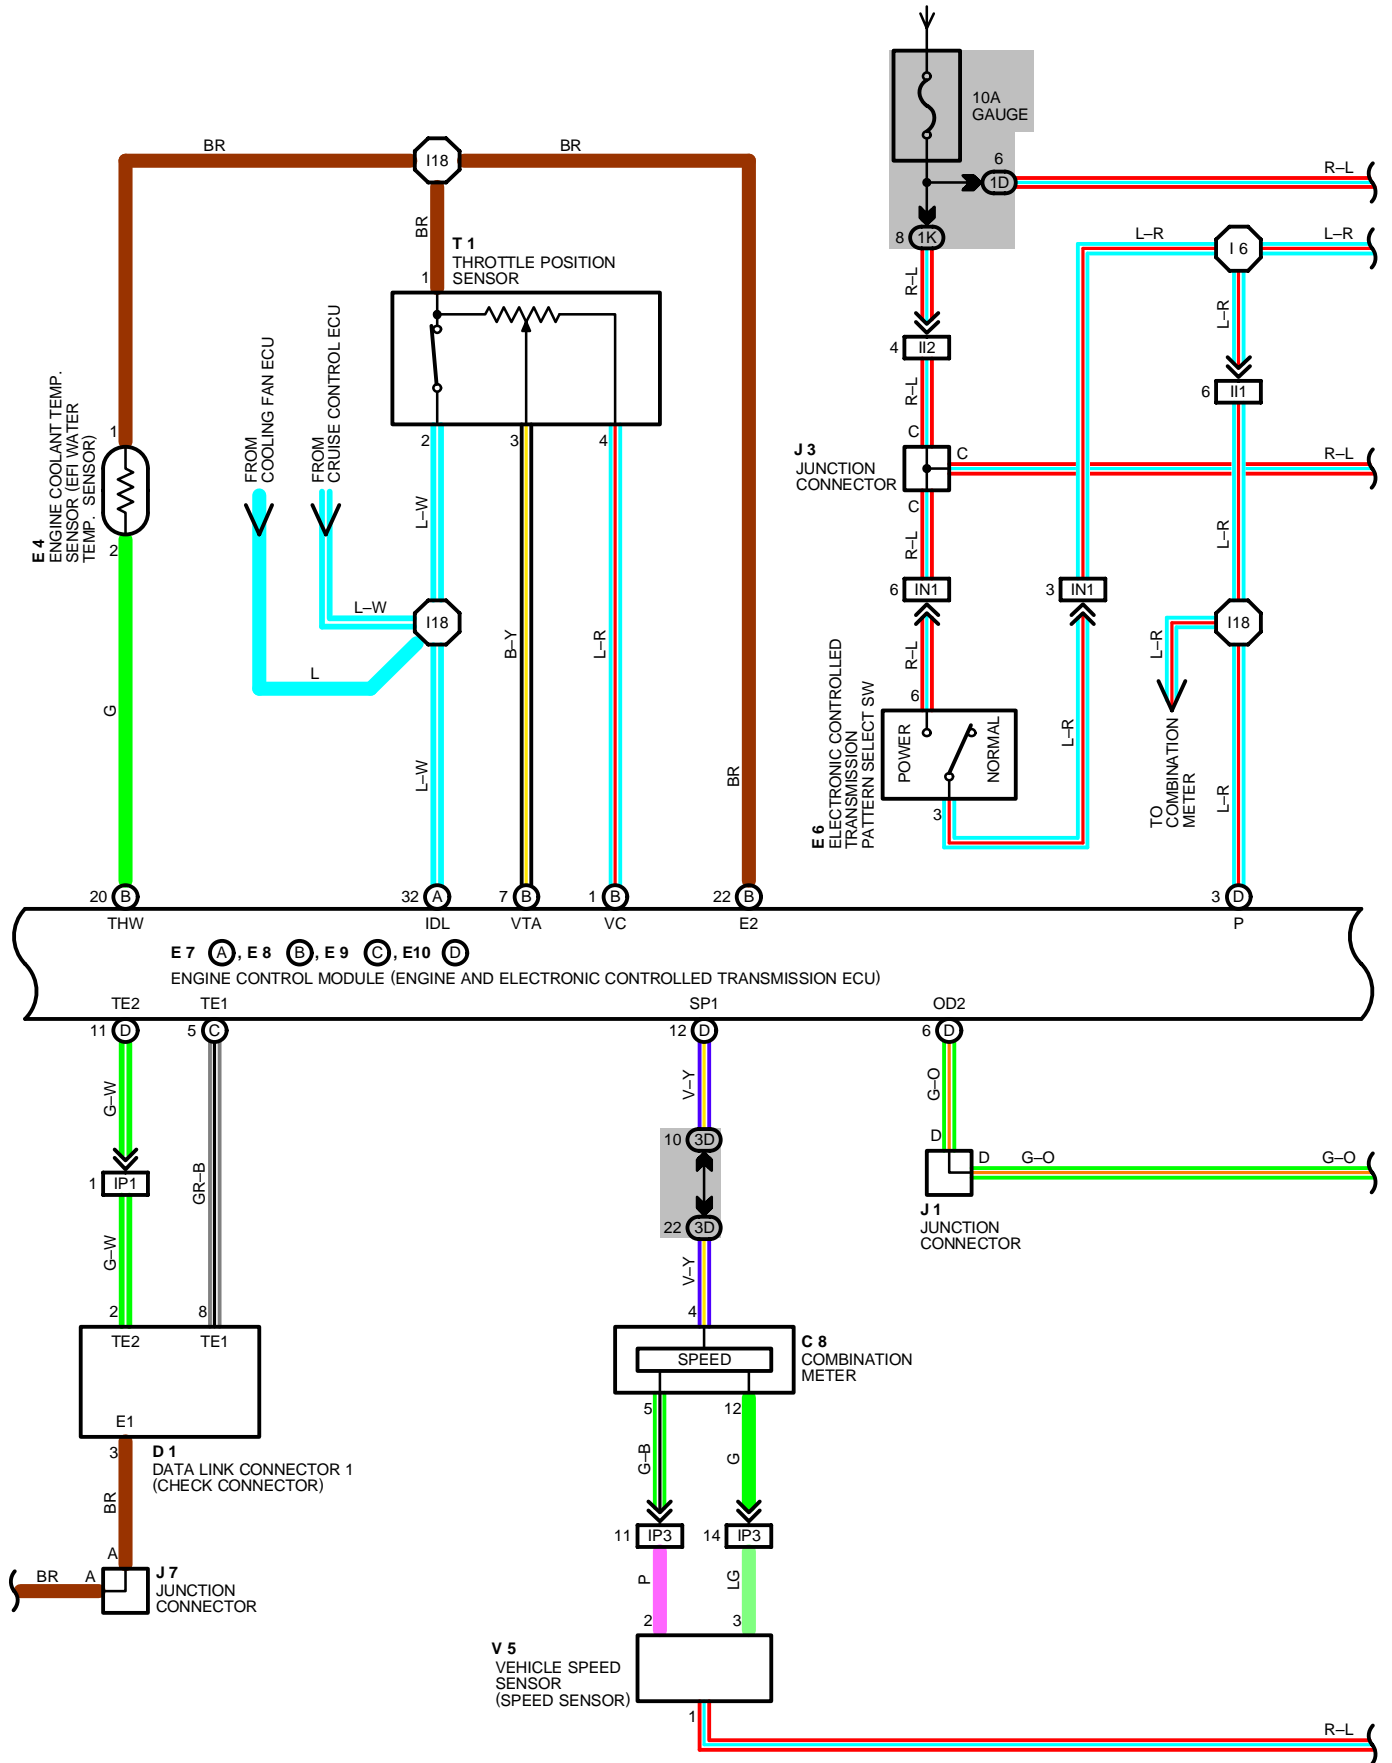 10A
GAUGE
6
1D
R–L
8
1K
BR
I18
BR
BR
T 1
THROTTLE POSITION
SENSOR
1
R–L
L–R
I 6
L–R
L–R
4
II2
R–L
6
II1
FROM
COOLING FAN ECU
FROM
CRUISE CONTROL ECU
E 4
ENGINE COOLANT TEMP.
SENSOR (EFI WATER
TEMP. SENSOR)
1
2
2
3
4
C
J 3
JUNCTION
CONNECTOR
C
R–L
C
L–W
R–L
L–R
6
IN1
3
IN1
L–W
I18
L
B–Y
L–R
R–L
L–R
I18
G
L–W
BR
6
POWER
NORMAL
3
E 6
ELECTRONIC CONTROLLED
TRANSMISSION
PATTERN SELECT SW
L–R
TO
COMBINATION
METER
L–R
20
B
32
A
7
B
1
B
22
B
3
D
THW
IDL
VTA
VC
E2
P
E 7 A , E 8 B , E 9 C , E10 D
ENGINE CONTROL MODULE (ENGINE AND ELECTRONIC CONTROLLED TRANSMISSION ECU)
TE2
TE1
SP1
OD2
11
D
5
C
12
D
6
D
G–W
V–Y
G–O
10
3D
D
D
G–O
G–O
1
IP1
GR–B
J 1
JUNCTION
CONNECTOR
22
3D
G–W
V–Y
2
8
4
TE2
TE1
SPEED
C 8
COMBINATION
METER
E1
5
12
3
D 1
DATA LINK CONNECTOR 1
(CHECK CONNECTOR)
G–B
G
BR
11
IP3
14
IP3
A
BR
A
J 7
JUNCTION
CONNECTOR
P
LG
2
3
V 5
VEHICLE SPEED
SENSOR
(SPEED SENSOR)
1
R–L